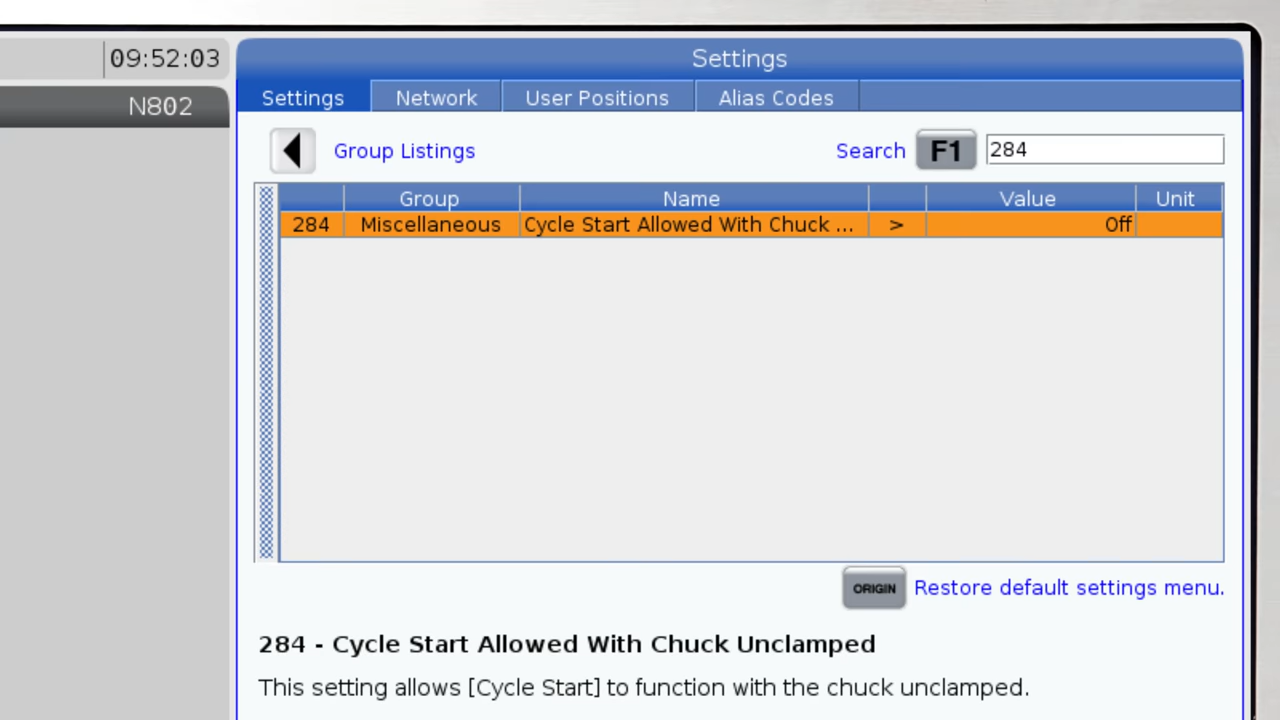 09:52:03
N802
Settings
Settings Network User Positions Alias Codes
Group Listings
Search F1 284
Group Name Value Unit
284 Miscellaneous Cycle Start Allowed With Chuck ... > Off
ORIGIN Restore default settings menu.
284 - Cycle Start Allowed With Chuck Unclamped
This setting allows [Cycle Start] to function with the chuck unclamped.